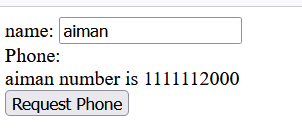 name: aiman
Phone:
aiman number is 1111112000
Request Phone